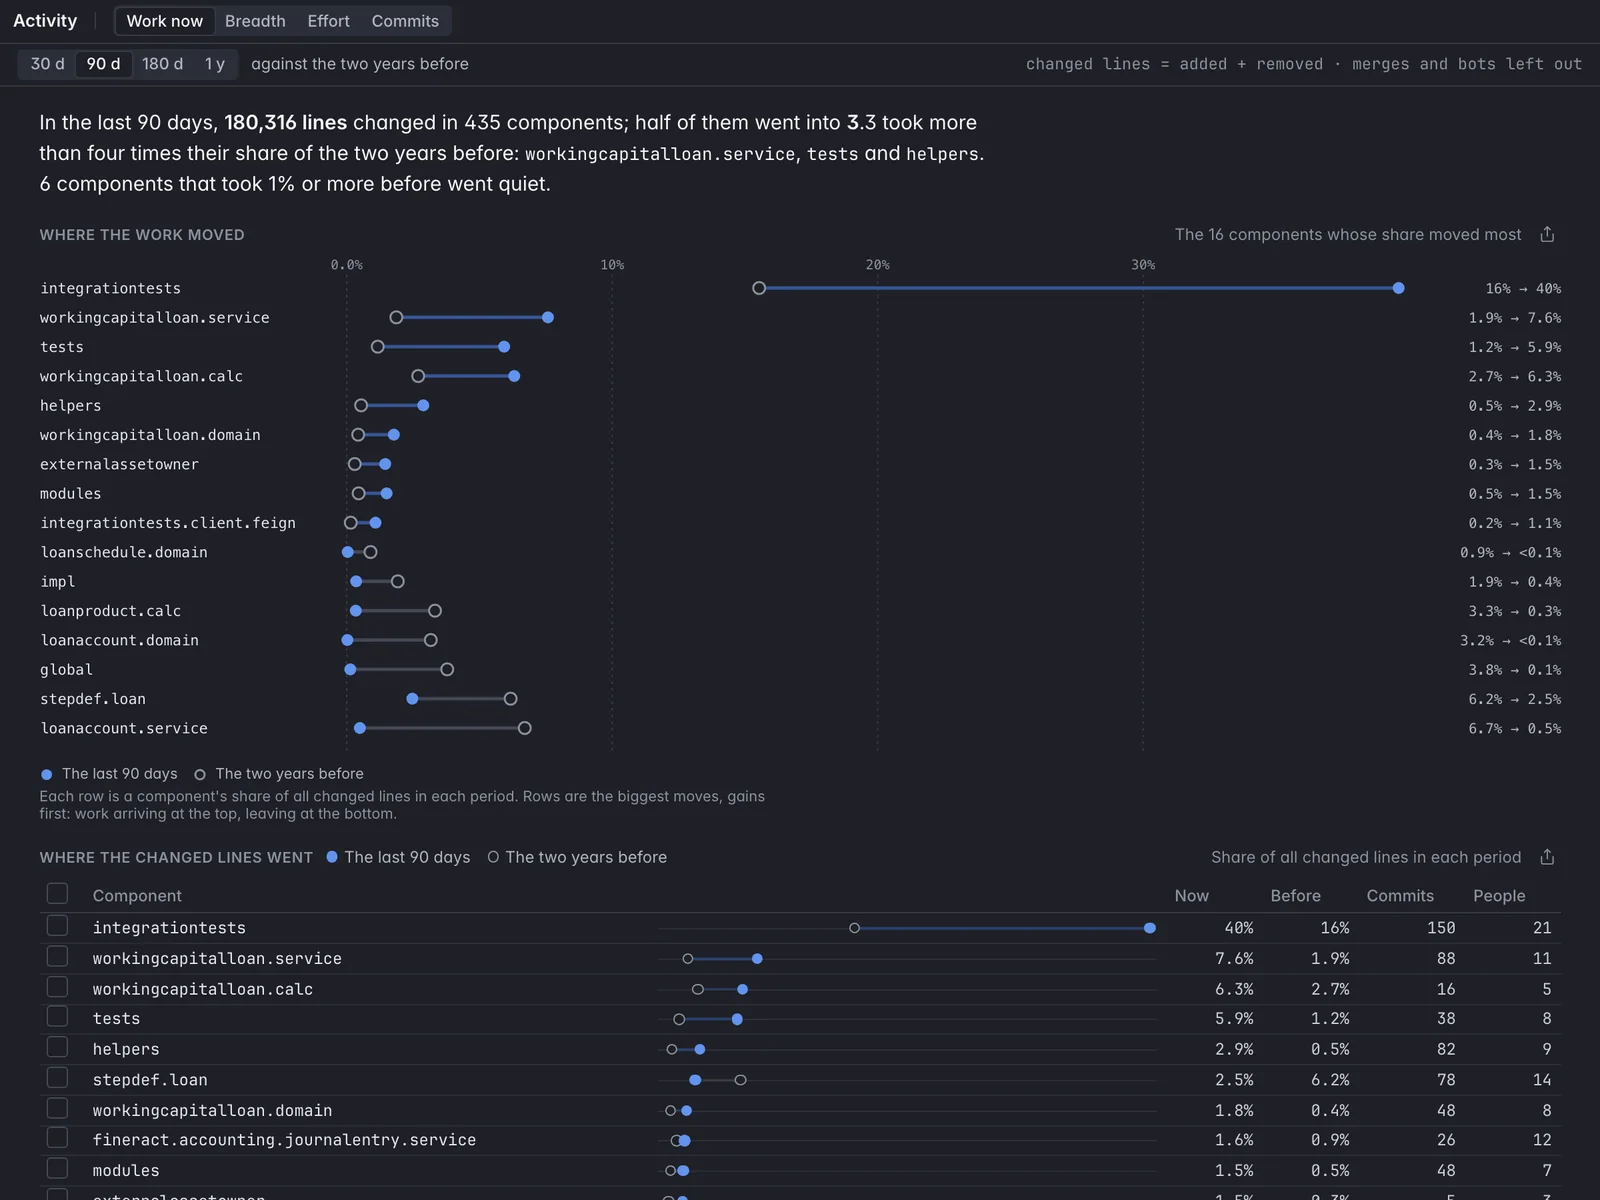 Activity
Work now Breadth Effort Commits
30 d 90 d 180 d 1 y against the two years before
changed lines = added + removed · merges and bots left out
In the last 90 days, 180,316 lines changed in 435 components; half of them went into 3.3 took more
than four times their share of the two years before: workingcapitalloan.service, tests and helpers.
6 components that took 1% or more before went quiet.
WHERE THE WORK MOVED
The 16 components whose share moved most
0.0% 10% 20% 30%
integrationtests 16% → 40%
workingcapitalloan.service 1.9% → 7.6%
tests 1.2% → 5.9%
workingcapitalloan.calc 2.7% → 6.3%
helpers 0.5% → 2.9%
workingcapitalloan.domain 0.4% → 1.8%
externalassetowner 0.3% → 1.5%
modules 0.5% → 1.5%
integrationtests.client.feign 0.2% → 1.1%
loanschedule.domain 0.9% → <0.1%
impl 1.9% → 0.4%
loanproduct.calc 3.3% → 0.3%
loanaccount.domain 3.2% → <0.1%
global 3.8% → 0.1%
stepdef.loan 6.2% → 2.5%
loanaccount.service 6.7% → 0.5%
The last 90 days The two years before
Each row is a component's share of all changed lines in each period. Rows are the biggest moves, gains
first: work arriving at the top, leaving at the bottom.
WHERE THE CHANGED LINES WENT The last 90 days The two years before
Share of all changed lines in each period
Component Now Before Commits People
integrationtests 40% 16% 150 21
workingcapitalloan.service 7.6% 1.9% 88 11
workingcapitalloan.calc 6.3% 2.7% 16 5
tests 5.9% 1.2% 38 8
helpers 2.9% 0.5% 82 9
stepdef.loan 2.5% 6.2% 78 14
workingcapitalloan.domain 1.8% 0.4% 48 8
fineract.accounting.journalentry.service 1.6% 0.9% 26 12
modules 1.5% 0.5% 48 7
externalassetowner 1.5% 0.3% 5 3